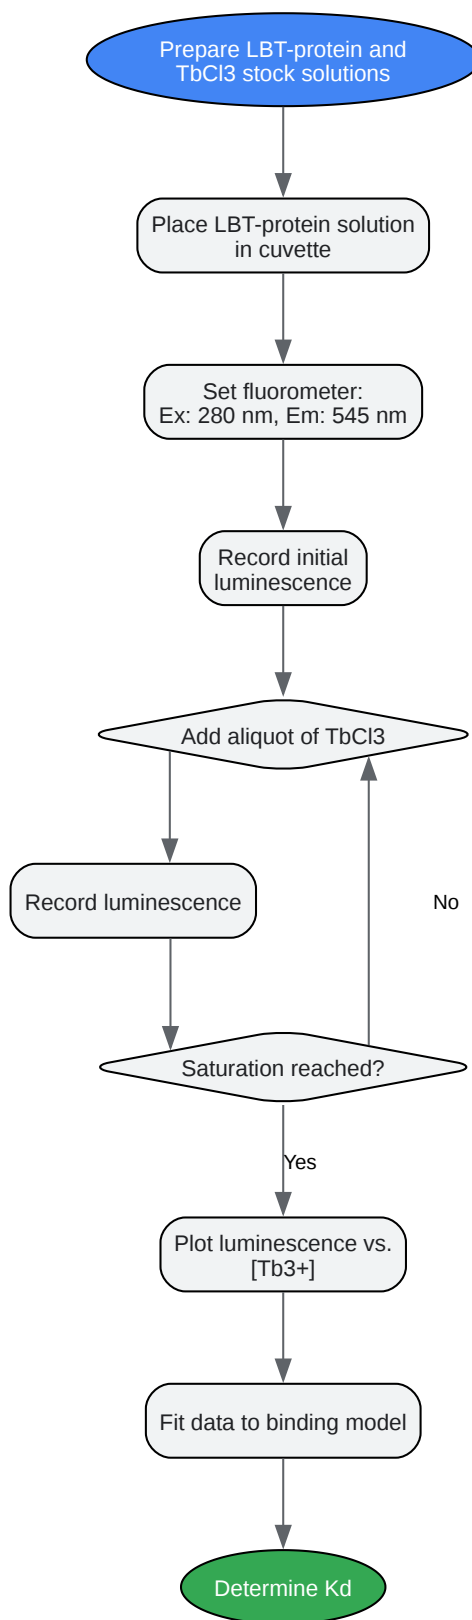 Prepare LBT-protein and
TbCl3 stock solutions
Place LBT-protein solution
in cuvette
Set fluorometer:
Ex: 280 nm, Em: 545 nm
Record initial
luminescence
Add aliquot of TbCl3
Record luminescence
No
Saturation reached?
Yes
Plot luminescence vs.
[Tb3+]
Fit data to binding model
Determine Kd